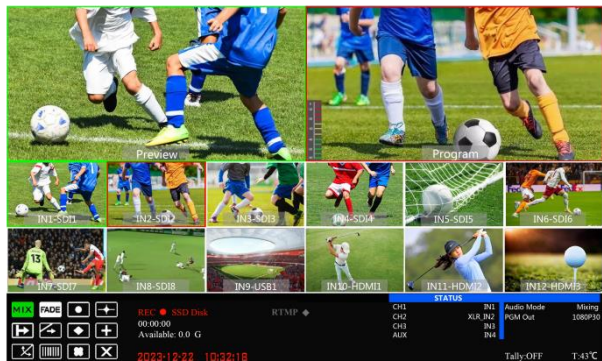 Preview
Program
IN1-SDI1
IN2-SDI2
IN3-SDI3
IN4-SDI4
IN5-SDI5
IN6-SDI6
IN7-SDI7
IN8-SDI8
IN9-USB1
IN10-HDMI1
IN11-HDMI2
IN12-HDMI3
13
MIX FADE
REC SSD Disk
00:00:00
Available: 0.0 G
2023-12-22 10:32:18
RTMP
STATUS
CH1 IN1
CH2 XLR_IN2
CH3 IN3
AUX IN4
Audio Mode Mixing
PGM Out 1080P30
Tally:OFF
T:43℃